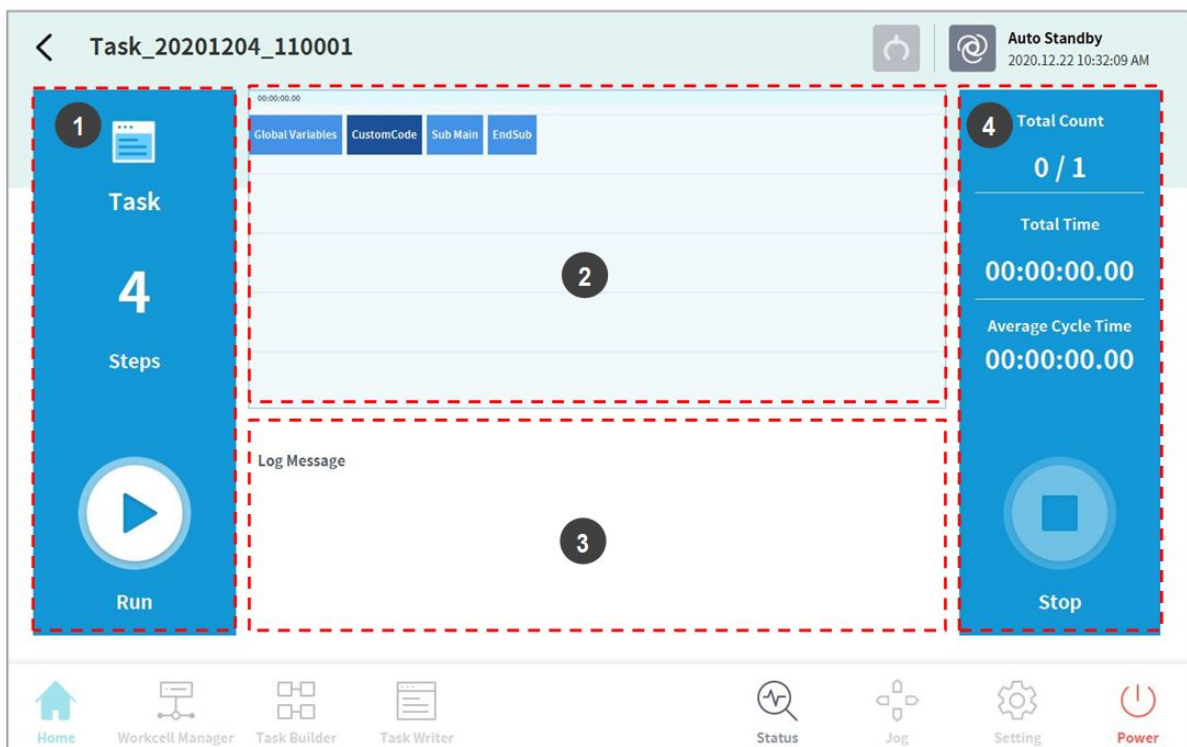 Task_20201204_110001
Auto Standby
2020.12.22 10:32:09 AM
1
Task
4
Steps
Run
00:00:00.00
Global Variables CustomCode Sub Main EndSub
2
Log Message
3
4
Total Count
0 / 1
Total Time
00:00:00.00
Average Cycle Time
00:00:00.00
Stop
Home Workcell Manager Task Builder Task Writer Status Jog Setting Power